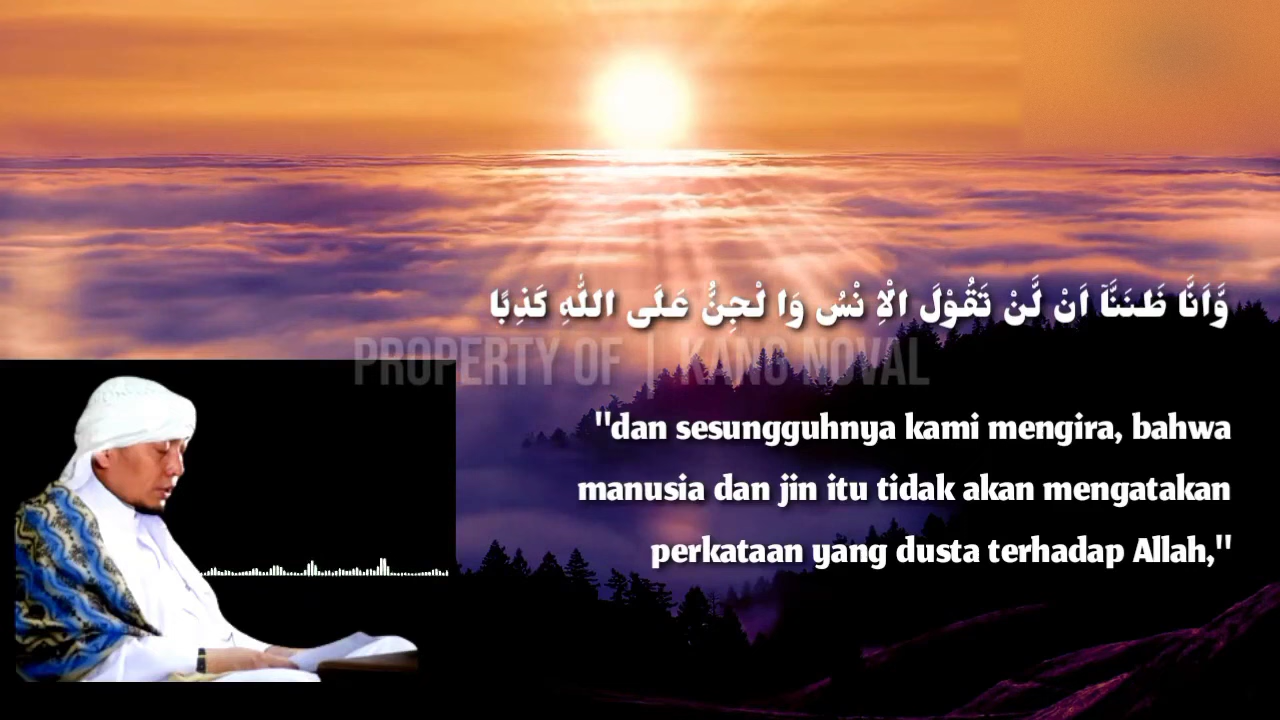 وَّاَنَّا ظَنَنَّاۤ اَنْ لَّنْ تَقُوْلَ الْاِ نْسُ وَا لْجِنُّ عَلَى اللّٰهِ كَذِبًا
PROPERTY OF | KANG NOVAL
"dan sesungguhnya kami mengira, bahwa
manusia dan jin itu tidak akan mengatakan
perkataan yang dusta terhadap Allah,"